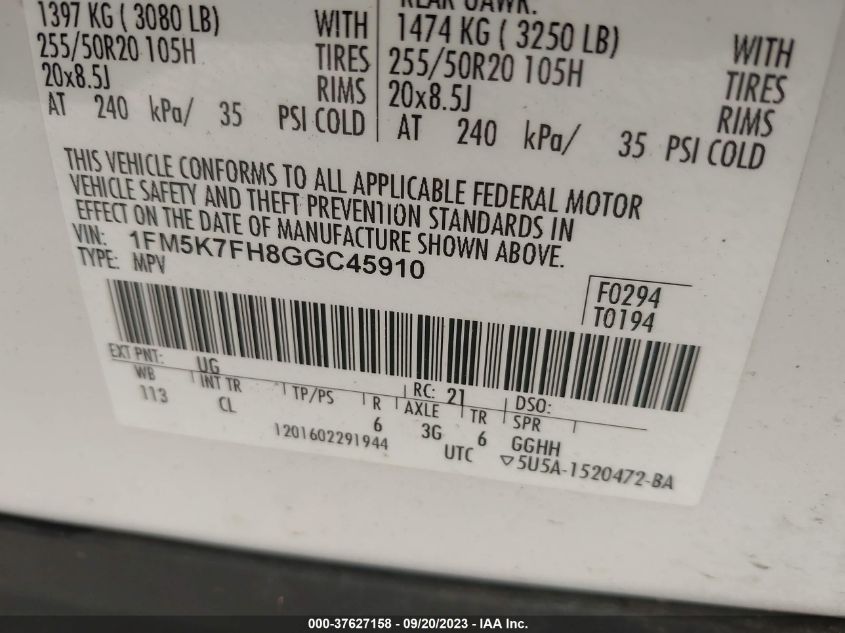 1397 KG ( 3080 LB) WITH
255/50R20 105H TIRES
20x8.5J RIMS
AT 240 kPa/ 35 PSI COLD
REAR GAWR:
1474 KG ( 3250 LB) WITH
255/50R20 105H TIRES
20x8.5J RIMS
AT 240 kPa/ 35 PSI COLD
THIS VEHICLE CONFORMS TO ALL APPLICABLE FEDERAL MOTOR
VEHICLE SAFETY AND THEFT PREVENTION STANDARDS IN
EFFECT ON THE DATE OF MANUFACTURE SHOWN ABOVE.
VIN: 1FM5K7FH8GGC45910
TYPE: MPV
F0294
T0194
EXT PNT: UG RC: 21 DSO:
WB INT TR TP/PS R AXLE TR SPR
113 CL 6 3G 6 GGHH
1201602291944 UTC ▽5U5A-1520472-BA
000-37627158 - 09/20/2023 - IAA Inc.